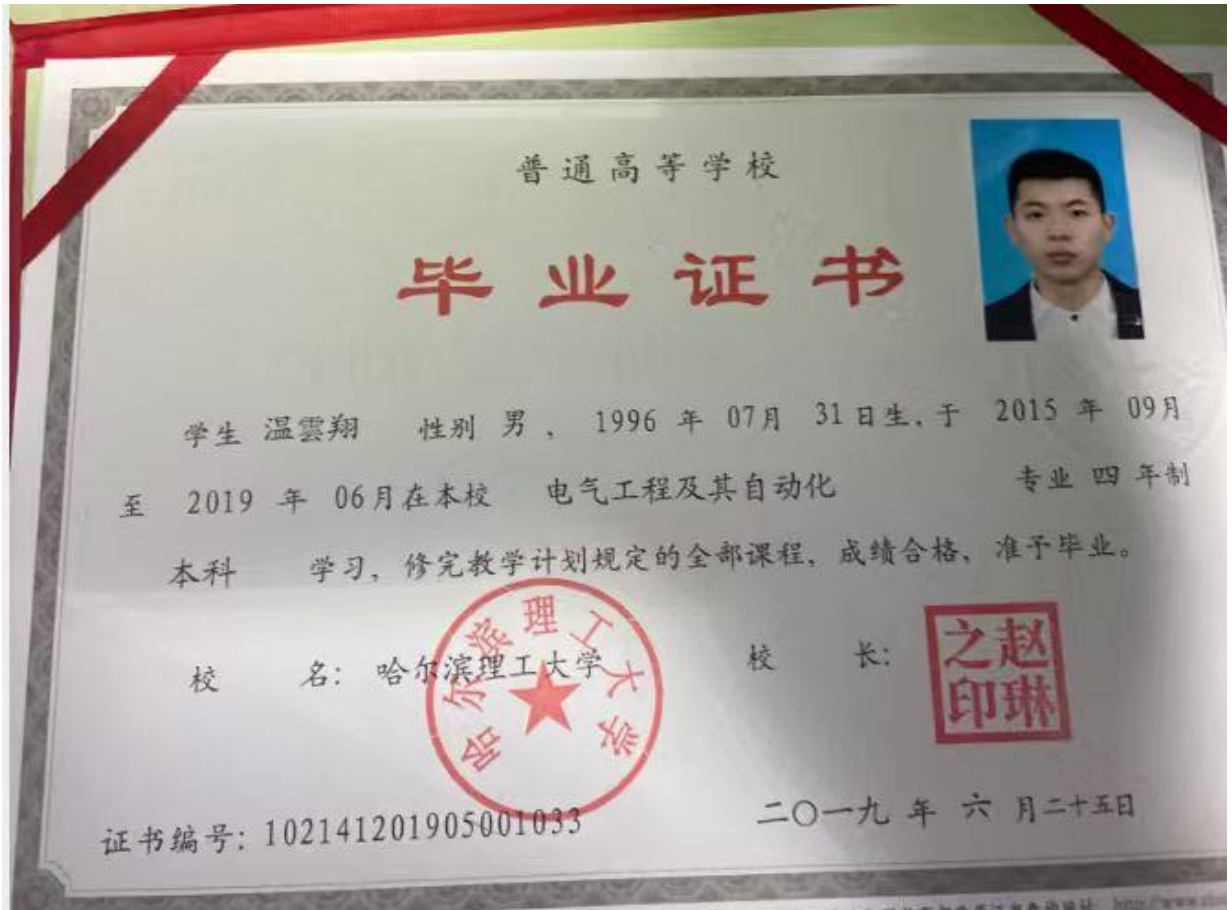 普通高等学校
毕业证书
学生 温雲翔 性别 男 , 1996 年 07月 31日生,于 2015 年 09月
至 2019 年 06月在本校 电气工程及其自动化 专业 四 年制
本科 学习, 修完教学计划规定的全部课程, 成绩合格, 准予毕业。
校 名: 哈尔滨理工大学 校 长:
哈尔滨理工大学
赵琳之印
证书编号: 102141201905001033 二〇一九 年 六 月二十五日